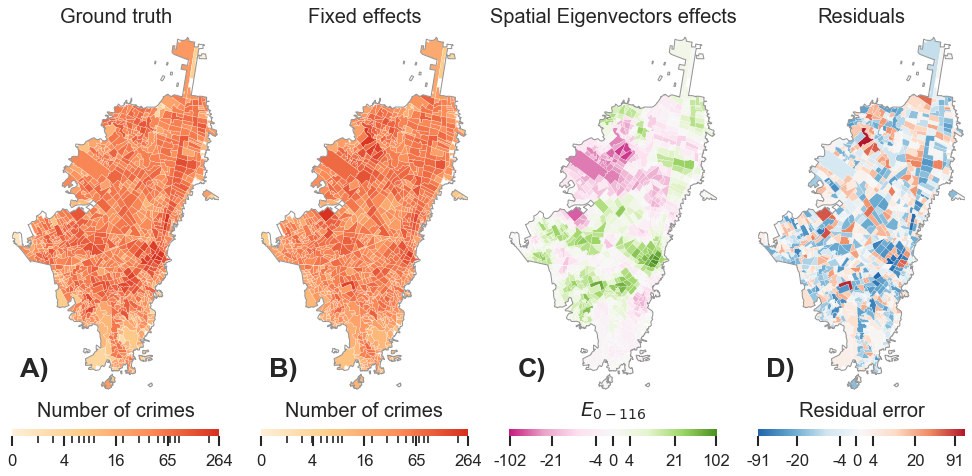 Ground truth
Fixed effects
Spatial Eigenvectors effects
Residuals
A)
B)
C)
D)
Number of crimes
Number of crimes
E0−116
Residual error
0 4 16 65 264
0 4 16 65 264
-102 -21 -4 0 4 21 102
-91 -20 -4 0 4 20 91